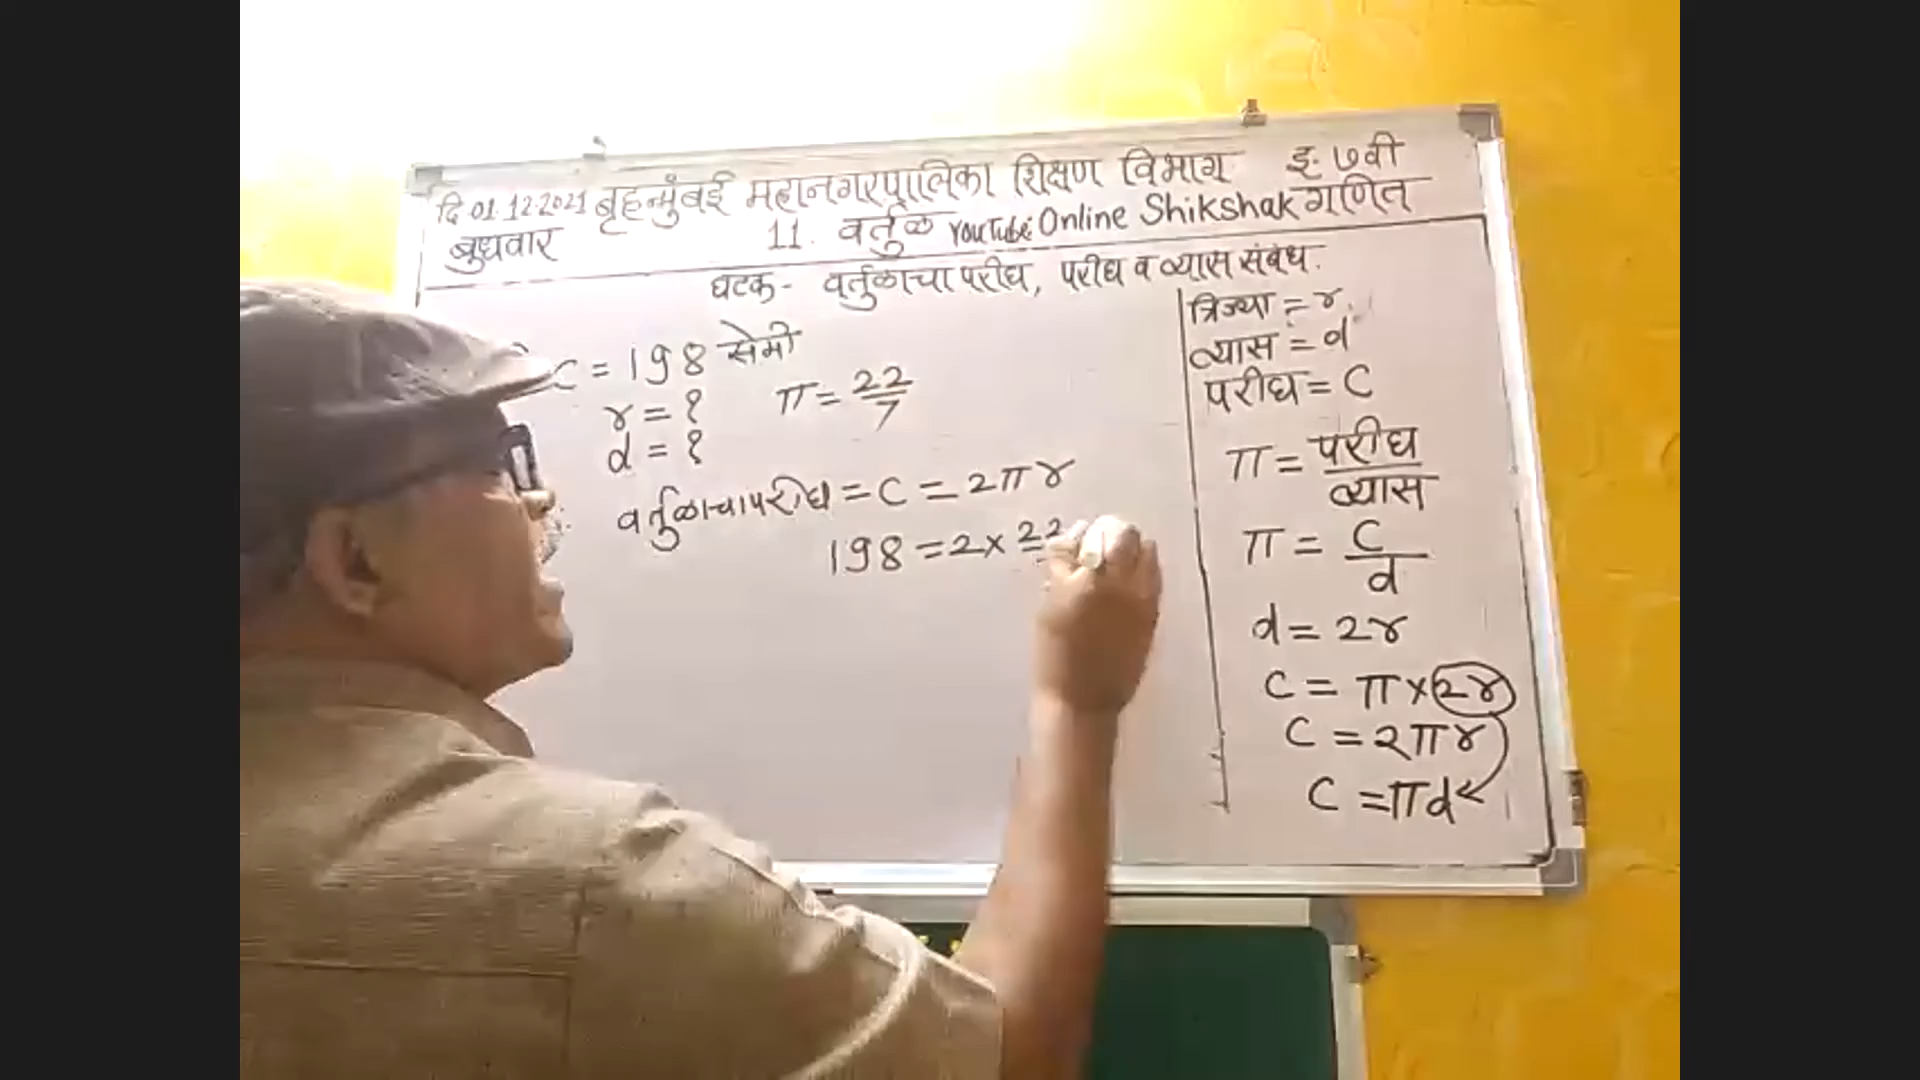 बृहन्मुंबई महानगरपालिका शिक्षण विभाग इ. ७वी
दि 01.12.2021
बुधवार 11. वर्तुळ YouTube: Online Shikshak गणित
घटक - वर्तुळाचा परीघ, परीघ व व्यास संबंध.
C = 198 सेमी
r = ?
π = 22/7
d = ?
वर्तुळाचा परीघ = C = 2πr
198 = 2 × 22
त्रिज्या = r
व्यास = d
परीघ = C
π = परीघ/व्यास
π = C/d
d = 2r
C = π × 2r
C = 2πr
C = πd